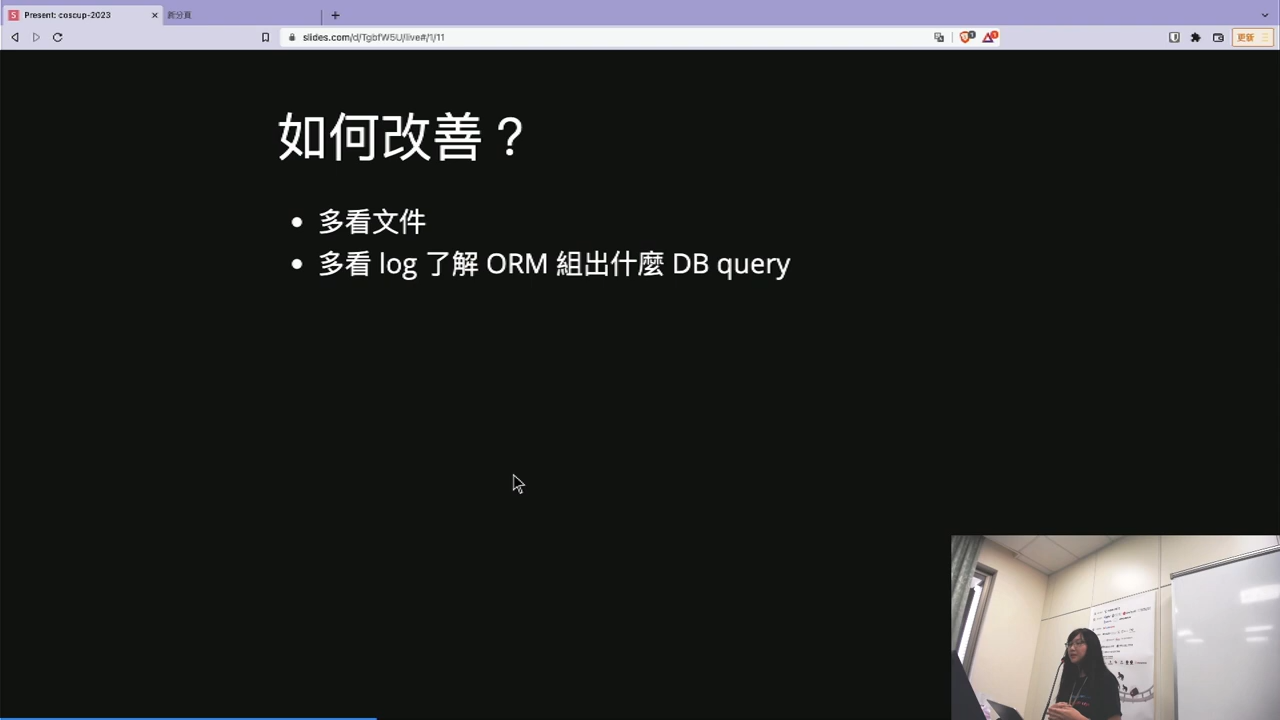 Present: coscup-2023
新分頁
slides.com/d/TgbfW5U/live#/1/11
更新
如何改善？
多看文件
多看 log 了解 ORM 組出什麼 DB query